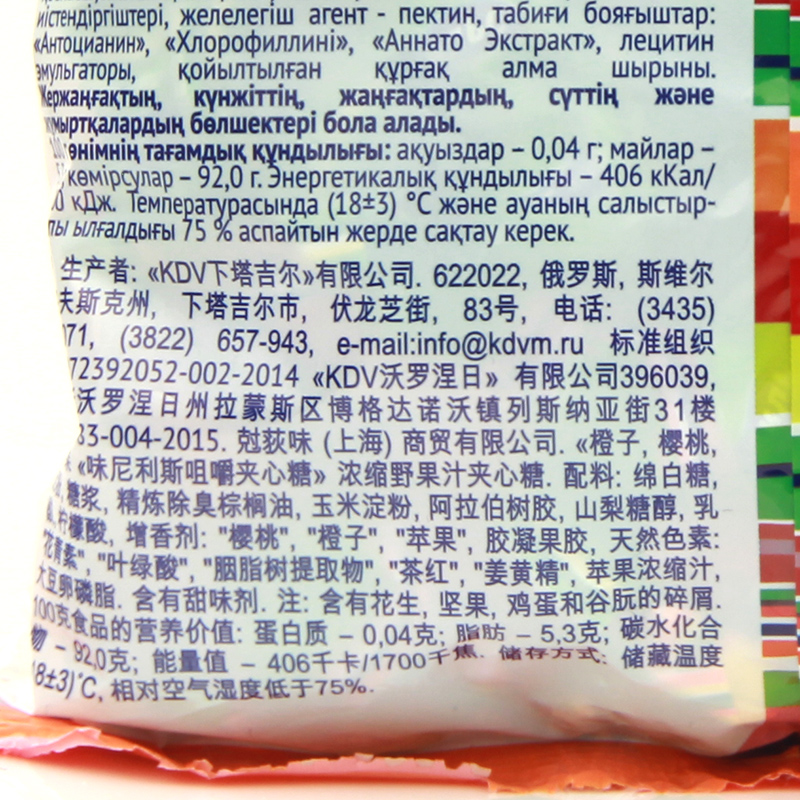 тістендіргіштері, желелегіш агент - пектин, табиғи бояғыштар:
«Антоцианин», «Хлорофиллині», «Аннато Экстракт», лецитин
эмульгаторы, қойылтылған құрғақ алма шырыны.
Жержаңғақтың, күнжіттің, жаңғақтардың, сүттің және
жұмыртқалардың бөлшектері бола алады.
өнімнің тағамдық құндылығы: ақуыздар – 0,04 г; майлар –
көмірсулар – 92,0 г. Энергетикалық құндылығы – 406 кКал/
0 кДж. Температурасында (18±3) °C және ауаның салыстыр-
лы ылғалдығы 75 % аспайтын жерде сақтау керек.
生产者: «KDV下塔吉尔»有限公司. 622022, 俄罗斯, 斯维尔
夫斯克州, 下塔吉尔市, 伏龙芝街, 83号, 电话: (3435)
71, (3822) 657-943, e-mail:info@kdvm.ru 标准组织
72392052-002-2014 «KDV沃罗涅日» 有限公司396039,
沃罗涅日州拉蒙斯区博格达诺沃镇列斯纳亚街31楼
33-004-2015. 兡荻味 (上海) 商贸有限公司. «橙子, 樱桃,
«味尼利斯咀嚼夹心糖» 浓缩野果汁夹心糖. 配料: 绵白糖,
糖浆, 精炼除臭棕榈油, 玉米淀粉, 阿拉伯树胶, 山梨糖醇, 乳
柠檬酸, 增香剂: "樱桃", "橙子", "苹果", 胶凝果胶, 天然色素:
"花青素", "叶绿酸", "胭脂树提取物", "茶红", "姜黄精", 苹果浓缩汁,
大豆卵磷脂. 含有甜味剂. 注: 含有花生, 坚果, 鸡蛋和谷朊的碎屑.
100克食品的营养价值: 蛋白质 – 0,04克; 脂肪 – 5,3克; 碳水化合
物 – 92,0克; 能量值 – 406千卡/1700千焦. 储存方式: 储藏温度
(18±3)°C, 相对空气湿度低于75%.